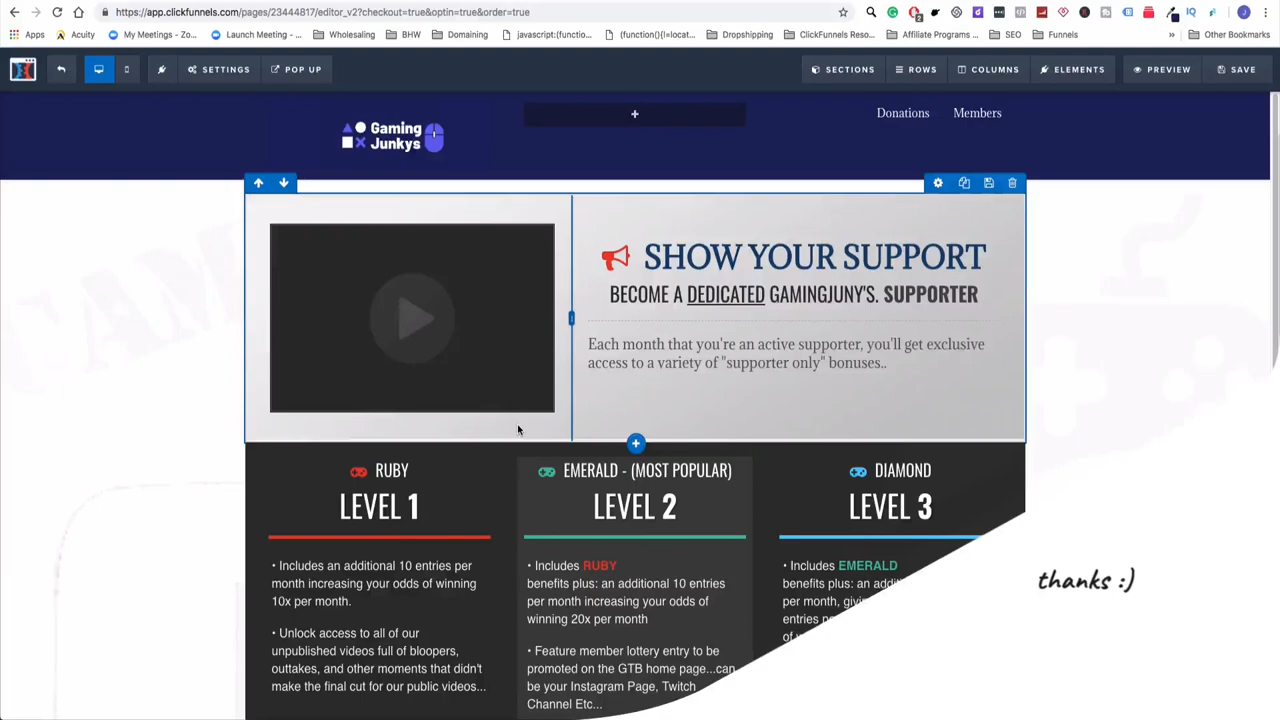 https://app.clickfunnels.com/pages/23444817/editor_v2?checkout=true&optin=true&order=true
Apps Acuity My Meetings - Zo... Launch Meeting - ... Wholesaling BHW Domaining javascript:(functio... (function(){!=locat... Dropshipping ClickFunnels Reso... Affiliate Programs ... SEO Funnels » Other Bookmarks
SETTINGS POP UP SECTIONS ROWS COLUMNS ELEMENTS PREVIEW SAVE
Gaming
Junkys
Donations Members
SHOW YOUR SUPPORT
BECOME A DEDICATED GAMINGJUNY'S. SUPPORTER
Each month that you're an active supporter, you'll get exclusive
access to a variety of "supporter only" bonuses..
RUBY
LEVEL 1
• Includes an additional 10 entries per
month increasing your odds of winning
10x per month.
• Unlock access to all of our
unpublished videos full of bloopers,
outtakes, and other moments that didn't
make the final cut for our public videos...
EMERALD - (MOST POPULAR)
LEVEL 2
• Includes RUBY
benefits plus: an additional 10 entries
per month increasing your odds of
winning 20x per month
• Feature member lottery entry to be
promoted on the GTB home page...can
be your Instagram Page, Twitch
Channel Etc...
DIAMOND
LEVEL 3
• Includes EMERALD
benefits plus: an
per month,
entries
thanks :)